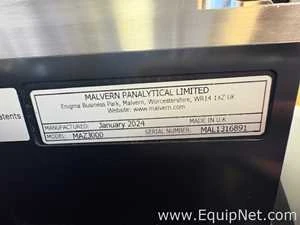 atents
MALVERN PANALYTICAL LIMITED
Enigma Business Park, Malvern, Worcestershire, WR14 1XZ UK
Website: www.malvern.com
MANUFACTURED: January 2024 MADE IN U.K
MODEL: MAZ3000 SERIAL NUMBER: MAL1316891
www.EquipNet.com